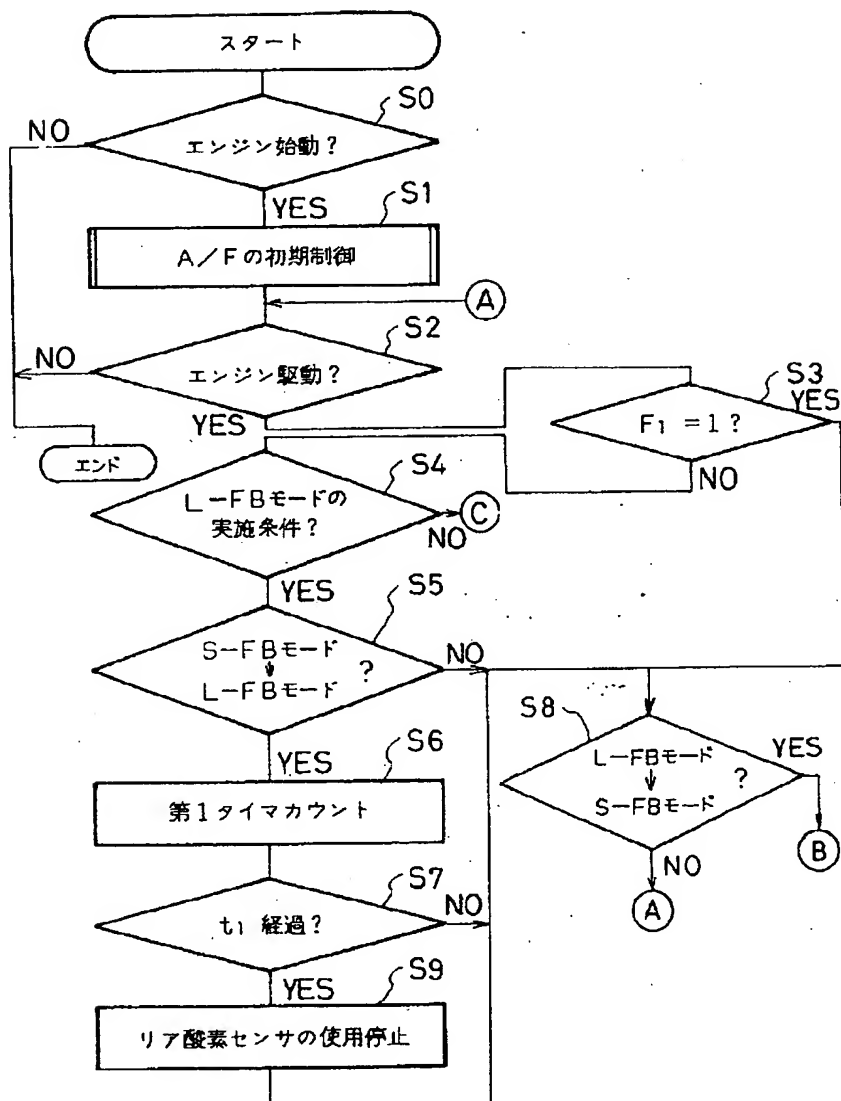 スタート
S0
エンジン始動?
NO
YES
S1
A/Fの初期制御
A
S2
エンジン駆動?
NO
YES
S3
F1 =1?
YES
NO
エンド
S4
L-FBモードの
実施条件?
NO
C
YES
S5
S-FBモード
↓
L-FBモード
?
NO
YES
S6
第1タイマカウント
S7
t1 経過?
NO
YES
S8
L-FBモード
↓
S-FBモード
?
YES
B
NO
A
S9
リア酸素センサの使用停止